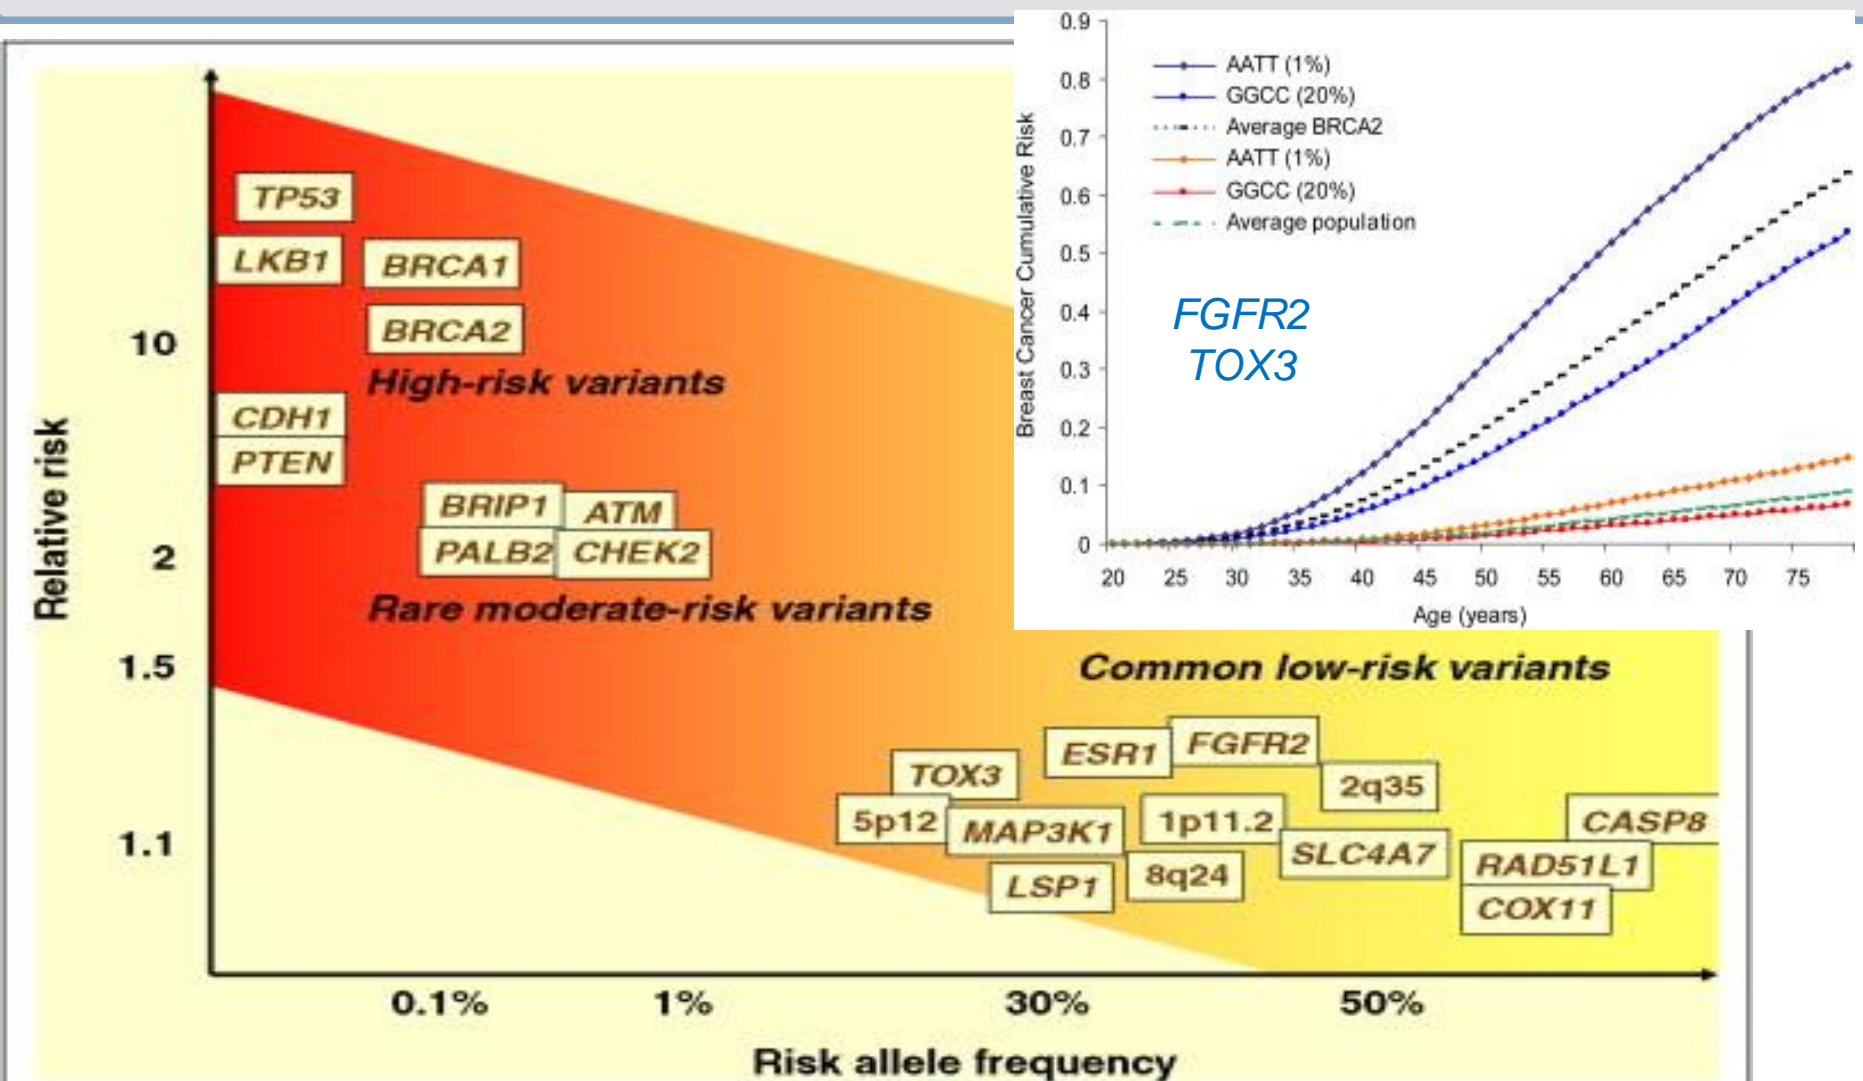 TP53
LKB1
BRCA1
BRCA2
10
High-risk variants
CDH1
PTEN
BRIP1
ATM
2
PALB2
CHEK2
Rare moderate-risk variants
Relative risk
1.5
Common low-risk variants
ESR1
FGFR2
TOX3
2q35
1.1
5p12
MAP3K1
1p11.2
CASP8
SLC4A7
RAD51L1
LSP1
8q24
COX11
0.1%
1%
30%
50%
Risk allele frequency
Breast Cancer Cumulative Risk
0.9
0.8
0.7
0.6
0.5
0.4
0.3
0.2
0.1
0
AATT (1%)
GGCC (20%)
Average BRCA2
AATT (1%)
GGCC (20%)
Average population
FGFR2
TOX3
20 25 30 35 40 45 50 55 60 65 70 75
Age (years)